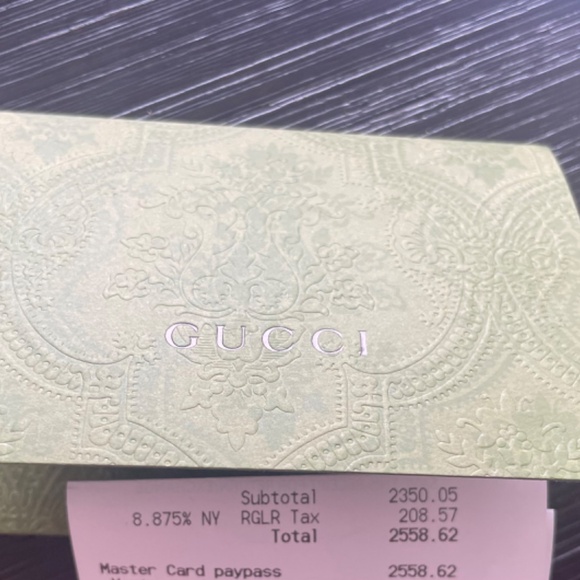 GUCCI
Subtotal 2350.05
8.875% NY RGLR Tax 208.57
Total 2558.62
Master Card paypass 2558.62